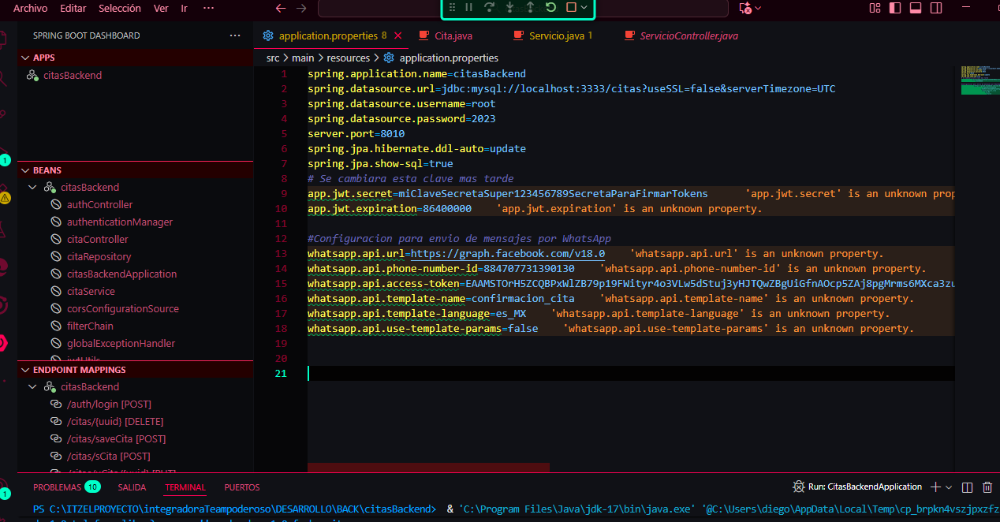 Archivo Editar Selección Ver Ir ···
SPRING BOOT DASHBOARD
APPS
citasBackend
BEANS
citasBackend
authController
authenticationManager
citaController
citaRepository
citasBackendApplication
citaService
corsConfigurationSource
filterChain
globalExceptionHandler
jwtUtils
ENDPOINT MAPPINGS
citasBackend
/auth/login [POST]
/citas/{uuid} [DELETE]
/citas/saveCita [POST]
/citas/sCita [POST]
application.properties 8
Cita.java
Servicio.java 1
ServicioController.java
src > main > resources > application.properties
1 spring.application.name=citasBackend
2 spring.datasource.url=jdbc:mysql://localhost:3333/citas?useSSL=false&serverTimezone=UTC
3 spring.datasource.username=root
4 spring.datasource.password=2023
5 server.port=8010
6 spring.jpa.hibernate.ddl-auto=update
7 spring.jpa.show-sql=true
8 # Se cambiara esta clave mas tarde
9 app.jwt.secret=miClaveSecretaSuper123456789SecretaParaFirmarTokens 'app.jwt.secret' is an unknown prop
10 app.jwt.expiration=86400000 'app.jwt.expiration' is an unknown property.
11
12 #Configuracion para envio de mensajes por WhatsApp
13 whatsapp.api.url=https://graph.facebook.com/v18.0 'whatsapp.api.url' is an unknown property.
14 whatsapp.api.phone-number-id=884707731390130 'whatsapp.api.phone-number-id' is an unknown property.
15 whatsapp.api.access-token=EAAMSTOrH5ZCQBPxWlZB79p19FWityr4o3VLw5dStuj3yHJTQwZBgUiGfnAOcp5ZAj8pgMrms6MXca3zu
16 whatsapp.api.template-name=confirmacion_cita 'whatsapp.api.template-name' is an unknown property.
17 whatsapp.api.template-language=es_MX 'whatsapp.api.template-language' is an unknown property.
18 whatsapp.api.use-template-params=false 'whatsapp.api.use-template-params' is an unknown property.
19
20
21
PROBLEMAS 10 SALIDA TERMINAL PUERTOS
Run: CitasBackendApplication
PS C:\ITZELPROYECTO\integradoraTeampoderoso\DESARROLLO\BACK\citasBackend> & 'C:\Program Files\Java\jdk-17\bin\java.exe' '@C:\Users\diego\AppData\Local\Temp\cp_brpkn4vszjpxzfz